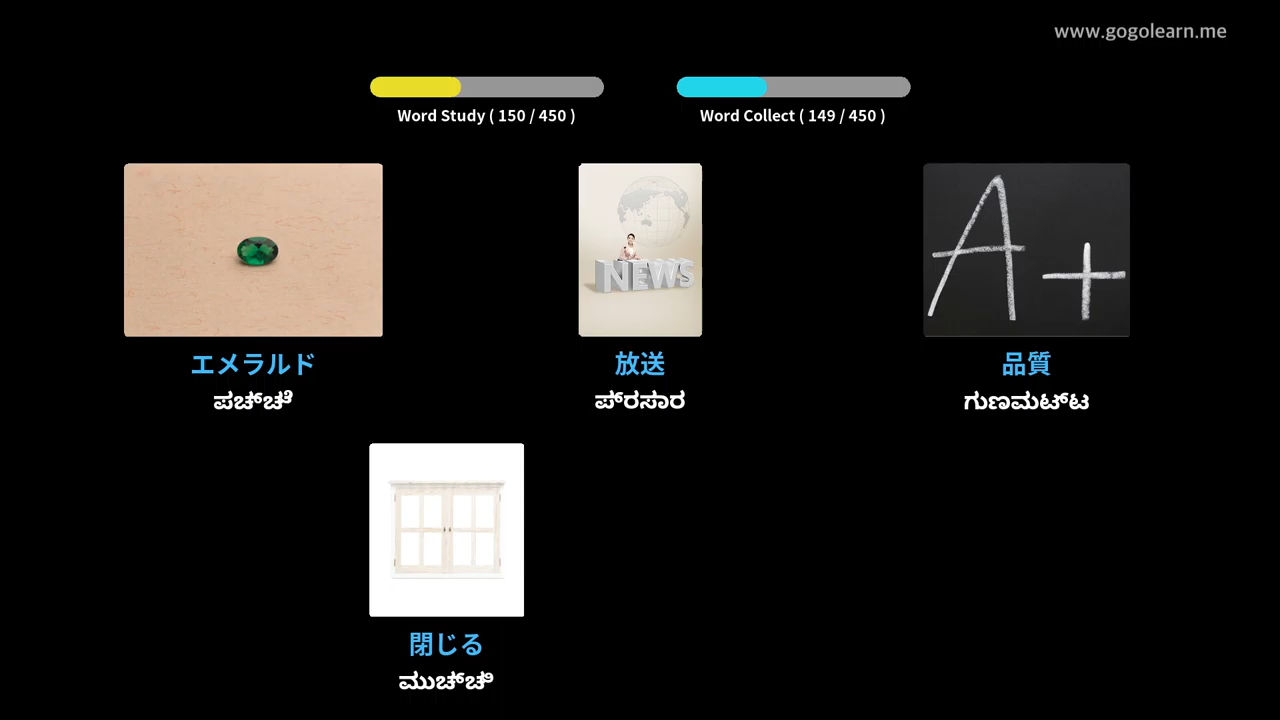 www.gogolearn.me
Word Study ( 150 / 450 )
Word Collect ( 149 / 450 )
NEWS
A+
エメラルド
ಪಚ್ಚೆ
放送
ಪ್ರಸಾರ
品質
ಗುಣಮಟ್ಟ
閉じる
ಮುಚ್ಚಿ